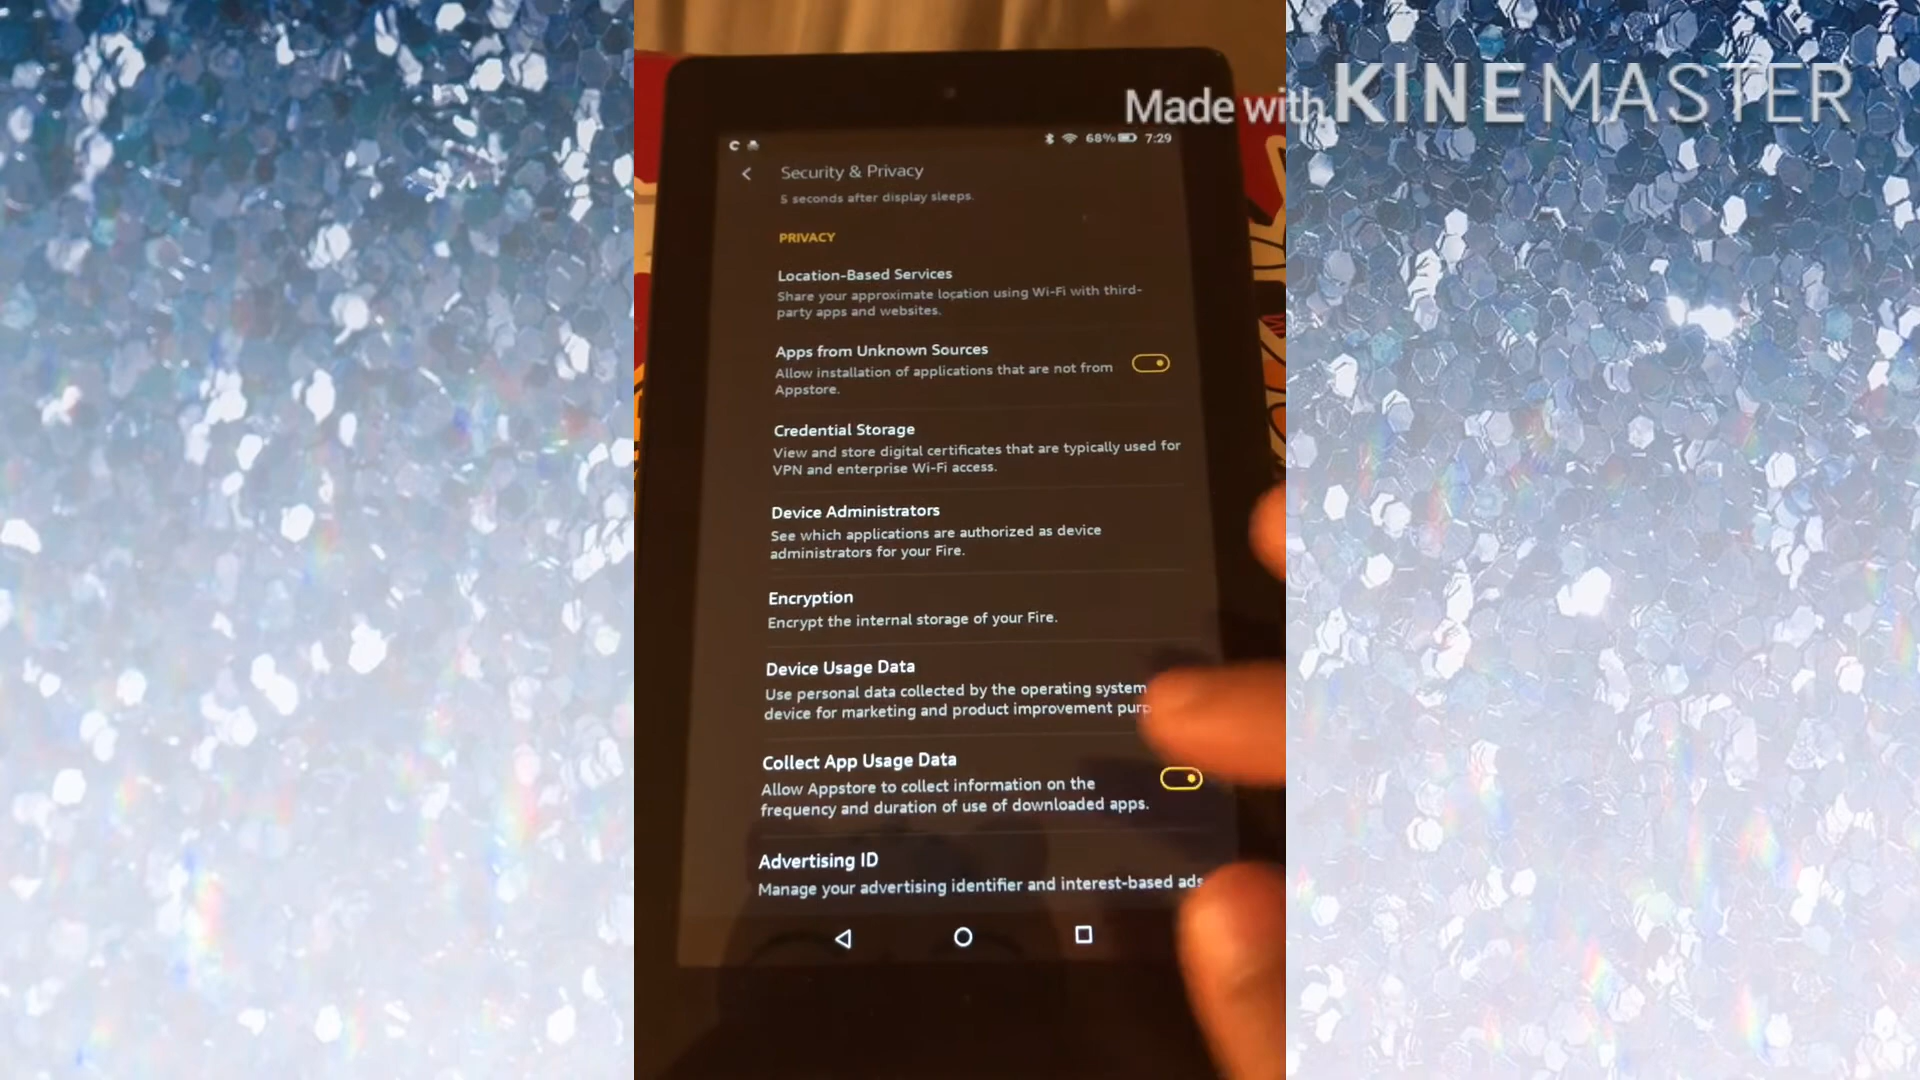 Made with KINEMASTER
68% 7:29
Security & Privacy
5 seconds after display sleeps.
PRIVACY
Location-Based Services
Share your approximate location using Wi-Fi with third-
party apps and websites.
Apps from Unknown Sources
Allow installation of applications that are not from
Appstore.
Credential Storage
View and store digital certificates that are typically used for
VPN and enterprise Wi-Fi access.
Device Administrators
See which applications are authorized as device
administrators for your Fire.
Encryption
Encrypt the internal storage of your Fire.
Device Usage Data
Use personal data collected by the operating system
device for marketing and product improvement
Collect App Usage Data
Allow Appstore to collect information on the
frequency and duration of use of downloaded apps.
Advertising ID
Manage your advertising identifier and interest-based ads